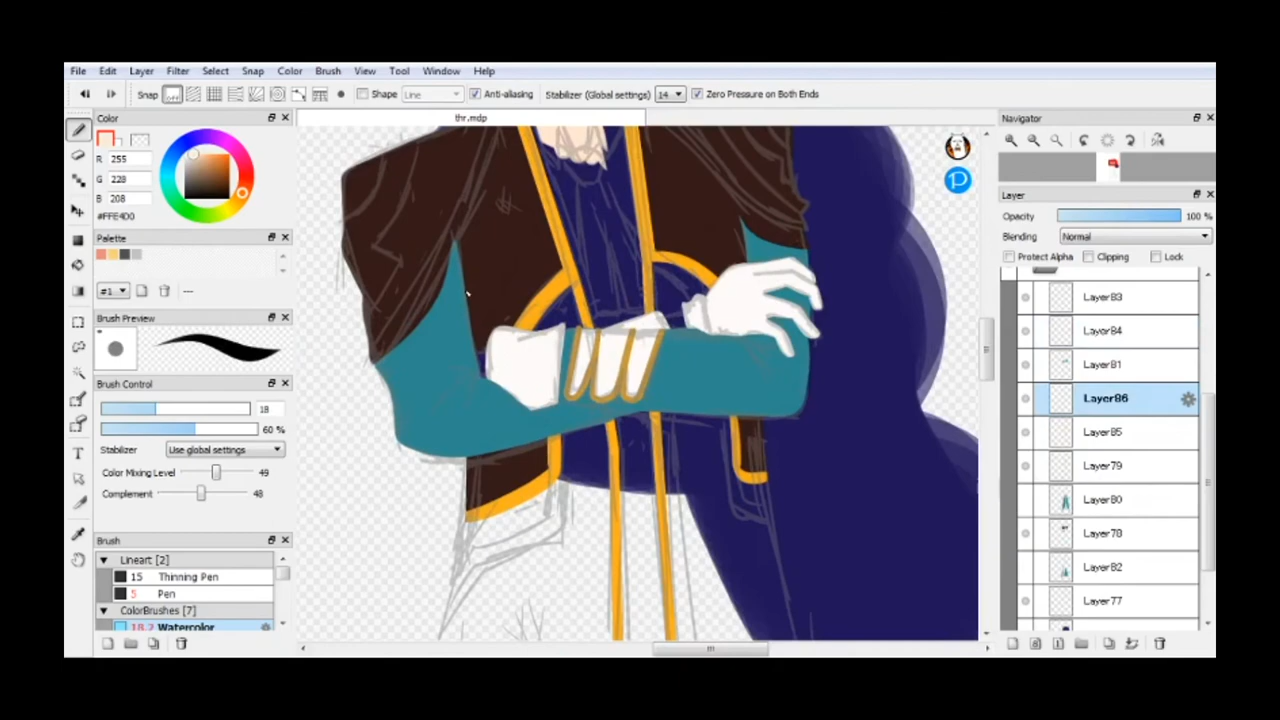 File Edit Layer Filter Select Snap Color Brush View Tool Window Help
Snap Shape Line Anti-aliasing Stabilizer (Global settings) 14 Zero Pressure on Both Ends
Color
thr.mdp
R 255
G 228
B 208
#FFE4D0
Palette
#1
Brush Preview
Brush Control
18
60 %
Stabilizer Use global settings
Color Mixing Level 49
Complement 48
Brush
Lineart [2]
15 Thinning Pen
5 Pen
ColorBrushes [7]
18.2 Watercolor
Navigator
Layer
Opacity 100 %
Blending Normal
Protect Alpha Clipping Lock
Layer83
Layer84
Layer81
Layer86
Layer85
Layer79
Layer80
Layer78
Layer82
Layer77